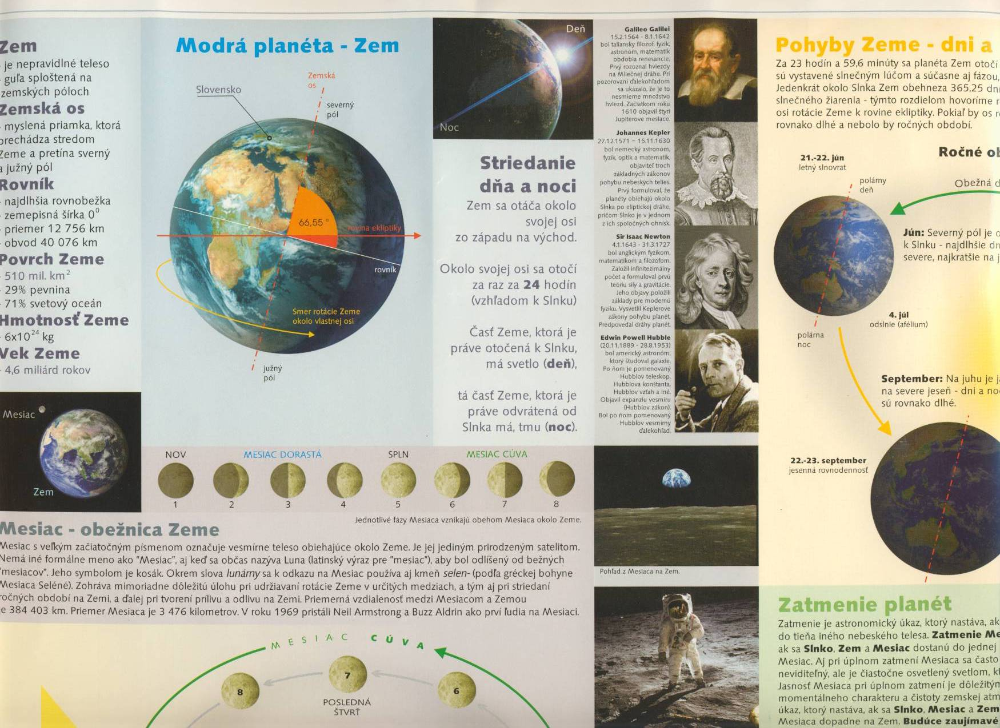 Zem
- je nepravidlné teleso
- guľa sploštená na
zemských póloch
Zemská os
- myslená priamka, ktorá
prechádza stredom
Zeme a pretína sverný
a južný pól
Rovník
- najdlhšia rovnobežka
- zemepisná šírka 0⁰
- priemer 12 756 km
- obvod 40 076 km
Povrch Zeme
- 510 mil. km²
- 29% pevnina
- 71% svetový oceán
Hmotnosť Zeme
- 6x10²⁴ kg
Vek Zeme
- 4,6 miliárd rokov
Mesiac
Zem
Modrá planéta - Zem
Zemská
os
Slovensko
severný
pól
66,55 °
rovina ekliptiky
rovník
Smer rotácie Zeme
okolo vlastnej osi
južný
pól
Deň
Noc
Striedanie
dňa a noci
Zem sa otáča okolo
svojej osi
zo západu na východ.
Okolo svojej osi sa otočí
za raz za 24 hodín
(vzhľadom k Slnku)
Časť Zeme, ktorá je
práve otočená k Slnku,
má svetlo (deň),
tá časť Zeme, ktorá je
práve odvrátená od
Slnka má, tmu (noc).
Galileo Galilei
15.2.1564 - 8.1.1642
bol taliansky filozof, fyzik,
astronóm, matematik
obdobia renesancie,
Prvý rozoznal hviezdy
na Mliečnej dráhe. Pri
pozorovaní ďalekohľadom
sa ukázalo, že je to
nesmierne množstvo
hviezd. Začiatkom roku
1610 objavil štyri
Jupiterove mesiace.
Johannes Kepler
27.12.1571 – 15.11.1630
bol nemecký astronóm,
fyzik, optik a matematik,
objaviteľ troch
základných zákonov
pohybu nebeských telies.
Prvý formuloval, že
planéty obiehajú okolo
Slnka po eliptickej dráhe,
pričom Slnko je v jednom
z ich spoločných ohnísk.
Sir Isaac Newton
4.1.1643 - 31.3.1727
bol anglickým fyzikom,
matematikom a filozofom.
Založil infinitezimálny
počet a formuloval prvú
teóriu sily a gravitácie.
Jeho objavy položili
základy pre modernú
fyziku. Vysvetlil Keplerove
zákony pohybu planét.
Predpovedal dráhy planét.
Edwin Powell Hubble
(20.11.1889 - 28.8.1953)
bol americký astronóm,
ktorý študoval galaxie.
Po ňom je pomenovaný
Hubblov teleskop,
Hubblova konštanta,
Hubblov vzťah a iné.
Objavil expanziu vesmíru
(Hubblov zákon).
Bol po ňom pomenovaný
Hubblov vesmírny
ďalekohľad.
Pohyby Zeme - dni a
Za 23 hodín a 59,6 minúty sa planéta Zem otočí
sú vystavené slnečným lúčom a súčasne aj fázou,
Jedenkrát okolo Slnka Zem obehneza 365,25 dní
slnečného žiarenia - týmto rozdielom hovoríme r
osi rotácie Zeme k rovine ekliptiky. Pokiaľ by os r
rovnako dlhé a nebolo by ročných období.
Ročné ob
21.-22. jún
letný slnovrat
polárny
deň
Obežná d
Jún: Severný pól je o
k Slnku - najdlhšie dn
severe, najkratšie na j
4. júl
odslnie (afélium)
polárna
noc
September: Na juhu je ja
na severe jeseň - dni a noc
sú rovnako dlhé.
22.-23. september
jesenná rovnodennosť
NOV
MESIAC DORASTÁ
SPLN
MESIAC CÚVA
1 2 3 4 5 6 7 8
Jednotlivé fázy Mesiaca vznikajú obehom Mesiaca okolo Zeme.
Mesiac - obežnica Zeme
Mesiac s veľkým začiatočným písmenom označuje vesmírne teleso obiehajúce okolo Zeme. Je jej jediným prirodzeným satelitom.
Nemá iné formálne meno ako "Mesiac", aj keď sa občas nazýva Luna (latinský výraz pre "mesiac"), aby bol odlíšený od bežných
"mesiacov". Jeho symbolom je kosák. Okrem slova lunárny sa k odkazu na Mesiac používa aj kmeň selen- (podľa gréckej bohyne
Mesiaca Seléné). Zohráva mimoriadne dôležitú úlohu pri udržiavaní rotácie Zeme v určitých medziach, a tým aj pri striedaní
ročných období na Zemi, a ďalej pri tvorení prílivu a odlivu na Zemi. Priemerná vzdialenosť medzi Mesiacom a Zemou
je 384 403 km. Priemer Mesiaca je 3 476 kilometrov. V roku 1969 pristáli Neil Armstrong a Buzz Aldrin ako prví ľudia na Mesiaci.
Pohľad z Mesiaca na Zem.
MESIAC CÚVA
8
7
6
POSLEDNÁ
ŠTVRŤ
Zatmenie planét
Zatmenie je astronomický úkaz, ktorý nastáva, ak
do tieňa iného nebeského telesa. Zatmenie Me
ak sa Slnko, Zem a Mesiac dostanú do jednej
Mesiac. Aj pri úplnom zatmení Mesiaca sa často
neviditeľný, ale je čiastočne osvetlený svetlom, kt
Jasnosť Mesiaca pri úplnom zatmení je dôležitým
momentálneho charakteru a čistoty zemskej atm
úkaz, ktorý nastáva, ak sa Slnko, Mesiac a Zem
Mesiaca dopadne na Zem. Budúce zaujímavé